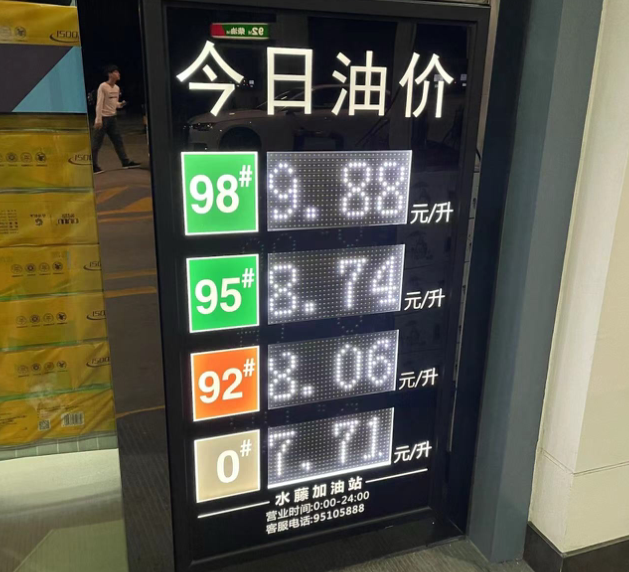 今日油价
98# 9.88 元/升
95# 8.74 元/升
92# 8.06 元/升
0# 7.71 元/升
水藤加油站
营业时间:0:00-24:00
客服电话:95105888